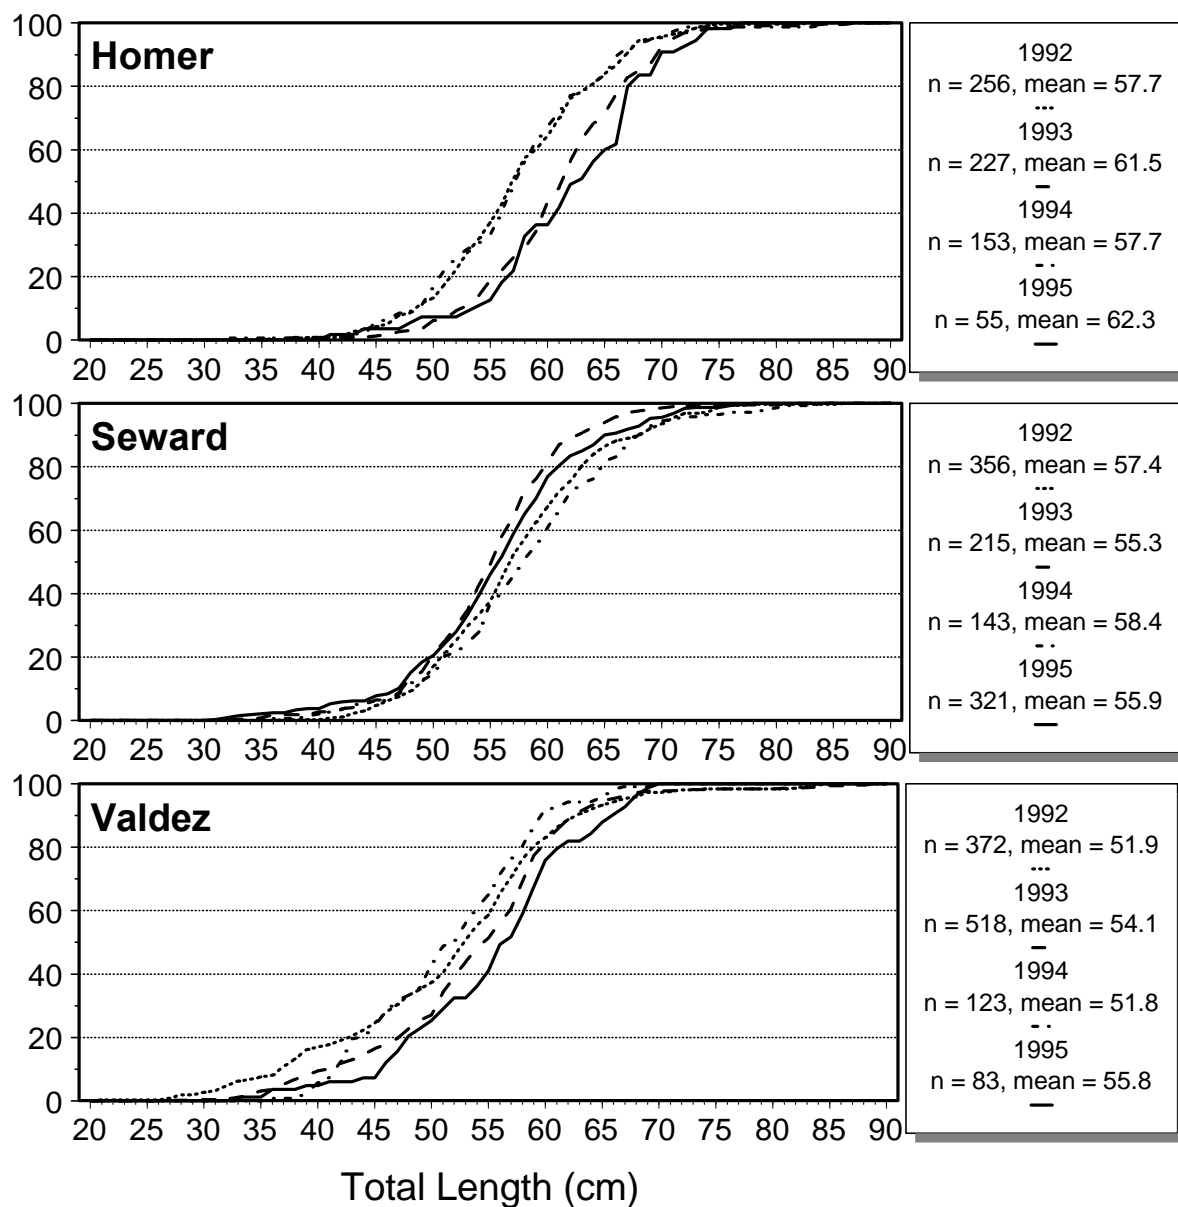 Homer
100
80
60
40
20
0
20 25 30 35 40 45 50 55 60 65 70 75 80 85 90
1992
n = 256, mean = 57.7
1993
n = 227, mean = 61.5
1994
n = 153, mean = 57.7
1995
n = 55, mean = 62.3
Seward
100
80
60
40
20
0
20 25 30 35 40 45 50 55 60 65 70 75 80 85 90
1992
n = 356, mean = 57.4
1993
n = 215, mean = 55.3
1994
n = 143, mean = 58.4
1995
n = 321, mean = 55.9
Valdez
100
80
60
40
20
0
20 25 30 35 40 45 50 55 60 65 70 75 80 85 90
1992
n = 372, mean = 51.9
1993
n = 518, mean = 54.1
1994
n = 123, mean = 51.8
1995
n = 83, mean = 55.8
Total Length (cm)